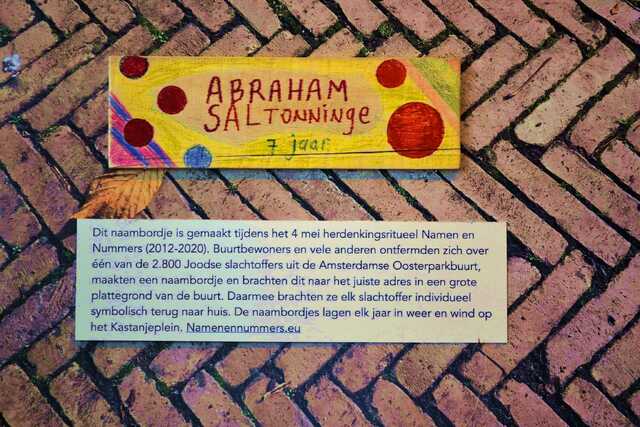 ABRAHAM
SALTONNINGE
7 jaar
Dit naambordje is gemaakt tijdens het 4 mei herdenkingsritueel Namen en
Nummers (2012-2020). Buurtbewoners en vele anderen ontfermden zich over
één van de 2.800 Joodse slachtoffers uit de Amsterdamse Oosterparkbuurt,
maakten een naambordje en brachten dit naar het juiste adres in een grote
plattegrond van de buurt. Daarmee brachten ze elk slachtoffer individueel
symbolisch terug naar huis. De naambordjes lagen elk jaar in weer en wind op
het Kastanjeplein. Namenennummers.eu